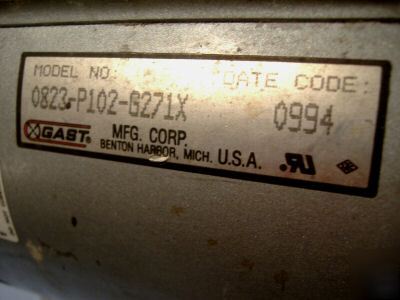 MODEL NO: DATE CODE:
0823-P102-G271X 0994
GAST® MFG. CORP.
BENTON HARBOR, MICH. U.S.A.